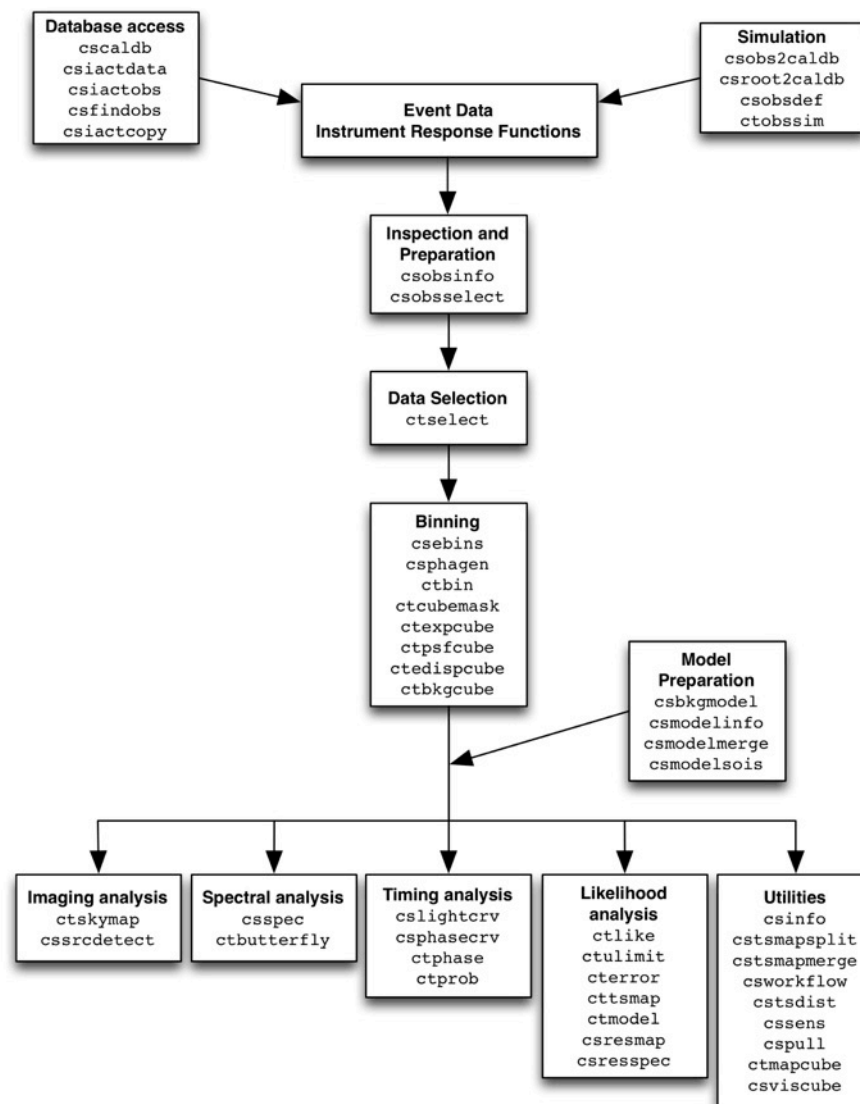 Database access
cscaldb
csiactdata
csiactobs
csfindobs
csiactcopy
Simulation
csobs2caldb
csroot2caldb
csobsdef
ctobssim
Event Data
Instrument Response Functions
Inspection and
Preparation
csobsinfo
csobsselect
Data Selection
ctselect
Binning
csebins
csphagen
ctbin
ctcubemask
ctexpcube
ctpsfcube
ctedispcube
ctbkgcube
Model
Preparation
csbkgmodel
csmodelinfo
csmodelmerge
csmodelsois
Imaging analysis
ctskymap
cssrcdetect
Spectral analysis
csspec
ctbutterfly
Timing analysis
cslightcrv
csphasecrv
ctphase
ctprob
Likelihood
analysis
ctlike
ctulimit
cterror
cttsmap
ctmodel
csresmap
csresspec
Utilities
csinfo
cstsmapsplit
cstsmapmerge
csworkflow
cstsdist
cssens
cspull
ctmapcube
csviscube